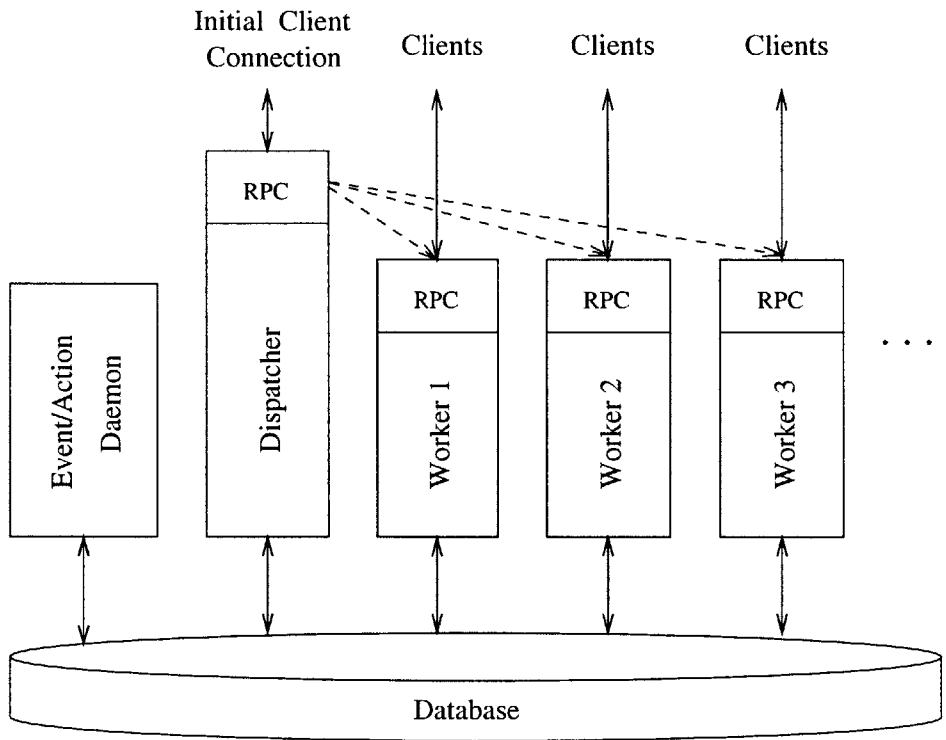 Initial Client
Connection
Clients
Clients
Clients
RPC
RPC
RPC
RPC
Event/Action
Daemon
Dispatcher
Worker 1
Worker 2
Worker 3
. . .
Database